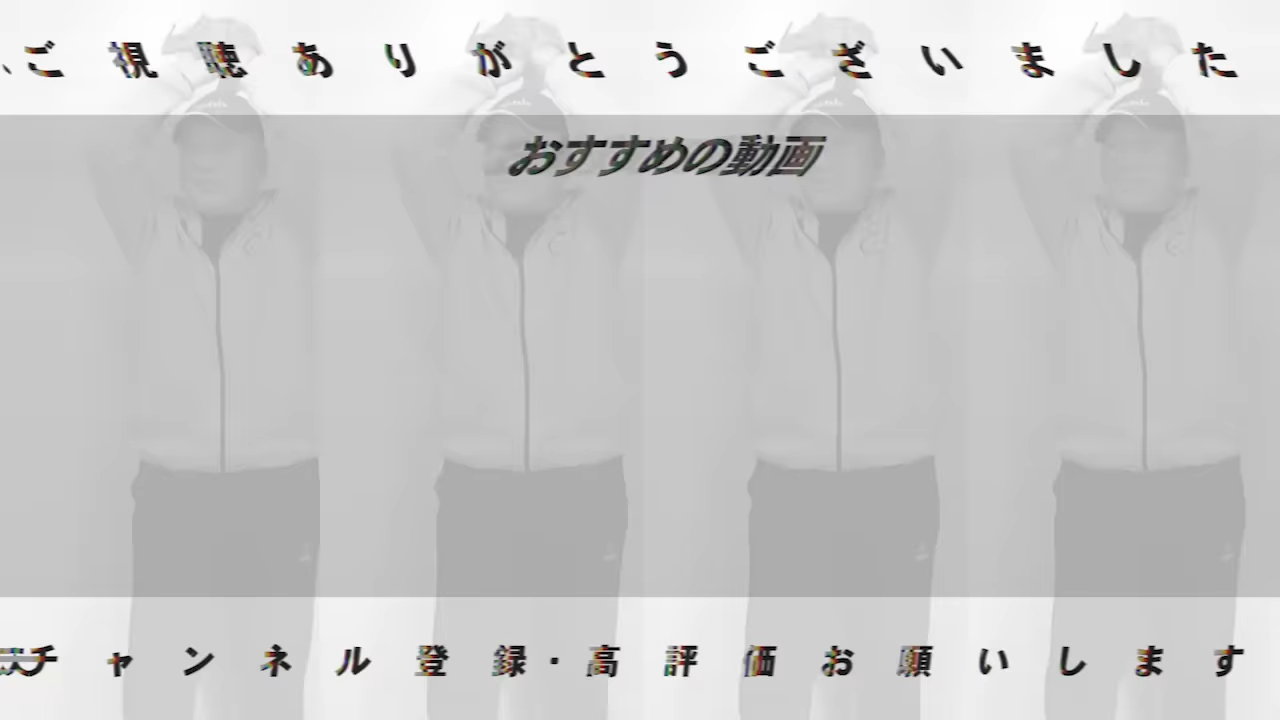 ご視聴ありがとうございました
おすすめの動画
チャンネル登録・高評価お願いします